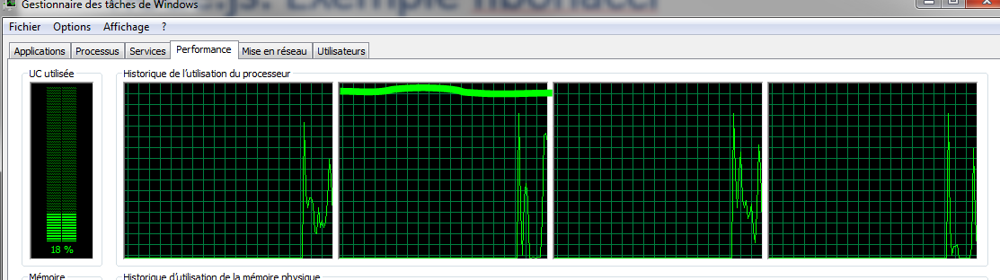 .js. Exemple fibonacci
Gestionnaire des tâches de Windows
Fichier Options Affichage ?
Applications Processus Services Performance Mise en réseau Utilisateurs
UC utilisée
Historique de l'utilisation du processeur
18 %
Mémoire
Historique d'utilisation de la mémoire physique